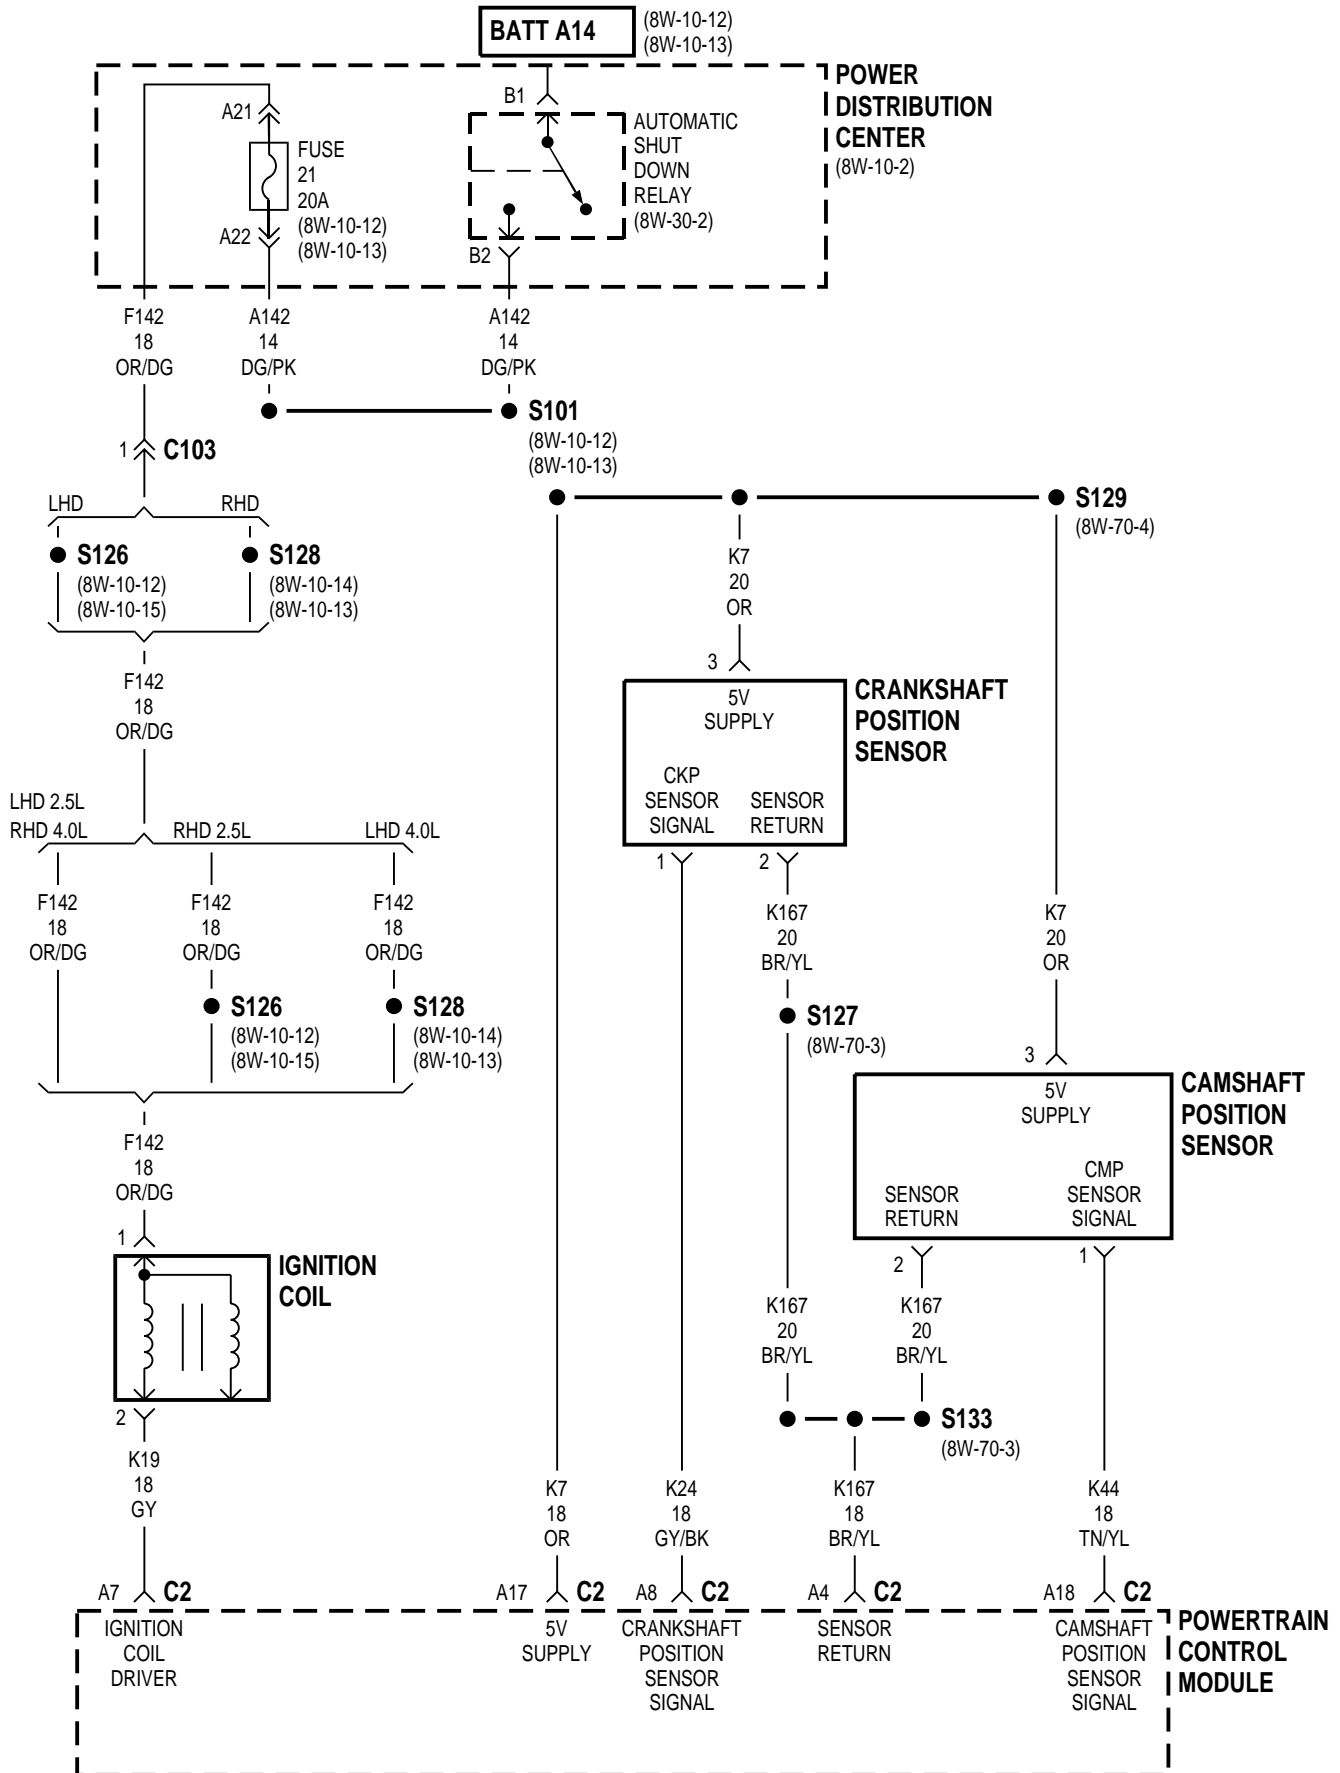 BATT A14
(8W-10-12)
(8W-10-13)
POWER
DISTRIBUTION
CENTER
(8W-10-2)
A21
FUSE
21
20A
(8W-10-12)
(8W-10-13)
A22
B1
AUTOMATIC
SHUT
DOWN
RELAY
(8W-30-2)
B2
F142
18
OR/DG
A142
14
DG/PK
A142
14
DG/PK
S101
(8W-10-12)
(8W-10-13)
1
C103
LHD
RHD
S126
(8W-10-12)
(8W-10-15)
S128
(8W-10-14)
(8W-10-13)
S129
(8W-70-4)
K7
20
OR
F142
18
OR/DG
3
5V
SUPPLY
CKP
SENSOR
SIGNAL
SENSOR
RETURN
CRANKSHAFT
POSITION
SENSOR
1
2
LHD 2.5L
RHD 4.0L
RHD 2.5L
LHD 4.0L
F142
18
OR/DG
F142
18
OR/DG
F142
18
OR/DG
S126
(8W-10-12)
(8W-10-15)
S128
(8W-10-14)
(8W-10-13)
K167
20
BR/YL
S127
(8W-70-3)
K7
20
OR
3
5V
SUPPLY
SENSOR
RETURN
CMP
SENSOR
SIGNAL
CAMSHAFT
POSITION
SENSOR
2
1
F142
18
OR/DG
1
IGNITION
COIL
2
K19
18
GY
K167
20
BR/YL
K167
20
BR/YL
S133
(8W-70-3)
K7
18
OR
K24
18
GY/BK
K167
18
BR/YL
K44
18
TN/YL
A7
C2
A17
C2
A8
C2
A4
C2
A18
C2
IGNITION
COIL
DRIVER
5V
SUPPLY
CRANKSHAFT
POSITION
SENSOR
SIGNAL
SENSOR
RETURN
CAMSHAFT
POSITION
SENSOR
SIGNAL
POWERTRAIN
CONTROL
MODULE